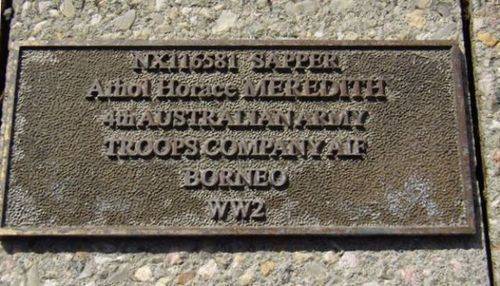 NX116581 SAPPER
Athol Horace MEREDITH
4th AUSTRALIAN ARMY
TROOPS COMPANY AIF
BORNEO
WW2